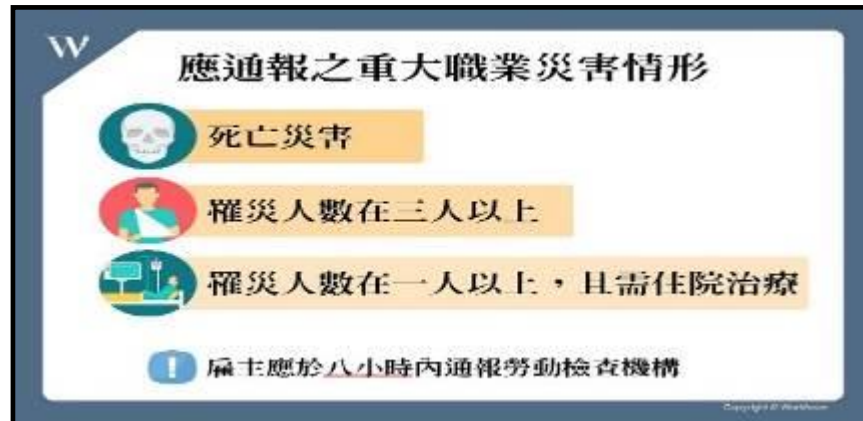 W
應通報之重大職業災害情形
死亡災害
罹災人數在三人以上
罹災人數在一人以上，且需住院治療
雇主應於八小時內通報勞動檢查機構
Copyright ©